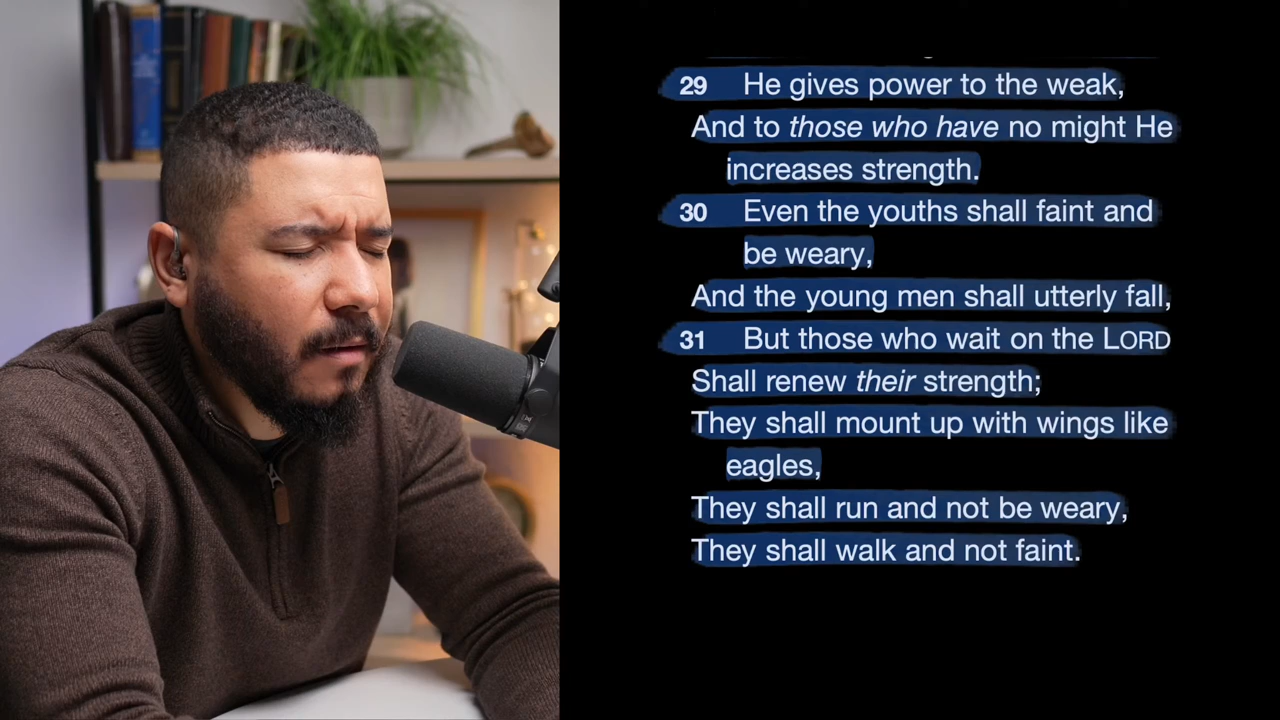 29 He gives power to the weak,
And to those who have no might He
increases strength.
30 Even the youths shall faint and
be weary,
And the young men shall utterly fall,
31 But those who wait on the LORD
Shall renew their strength;
They shall mount up with wings like
eagles,
They shall run and not be weary,
They shall walk and not faint.